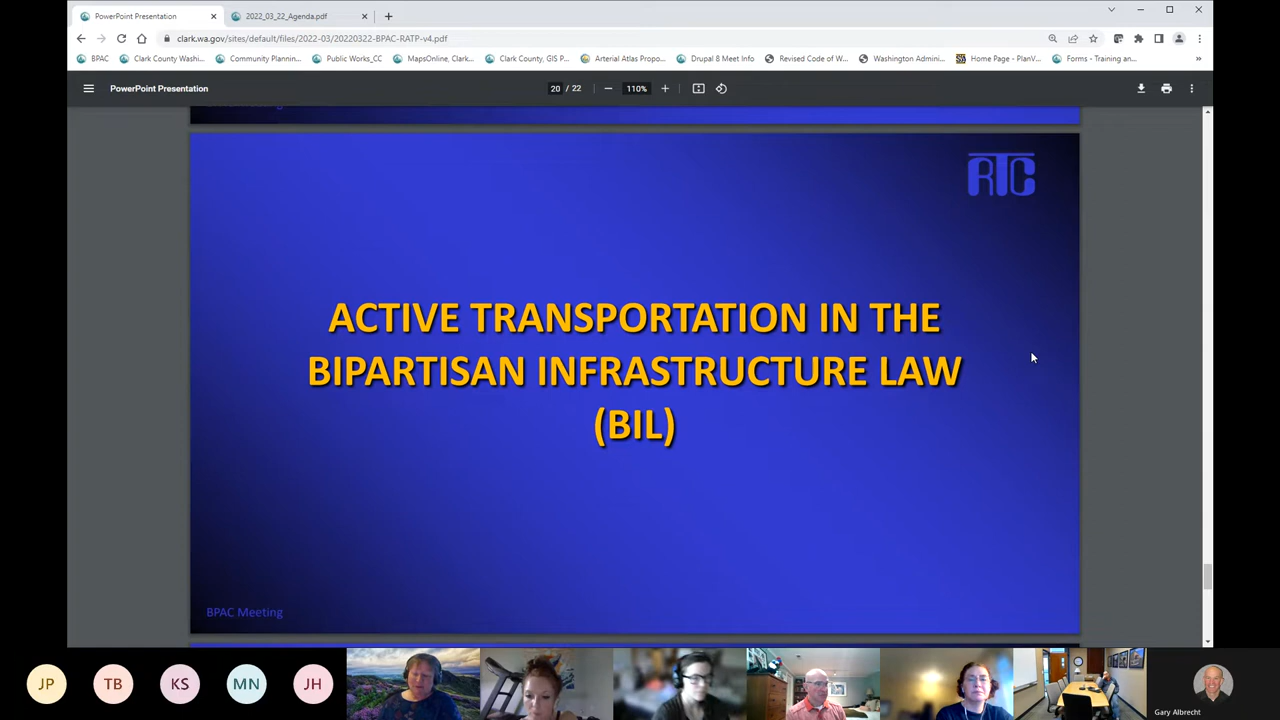 PowerPoint Presentation
2022_03_22_Agenda.pdf
clark.wa.gov/sites/default/files/2022-03/20220322-BPAC-RATP-v4.pdf
BPAC
Clark County Washi...
Community Plannin...
Public Works_CC
MapsOnline, Clark...
Clark County, GIS P...
Arterial Atlas Propo...
Drupal 8 Meet Info
Revised Code of W...
Washington Admini...
Home Page - PlanV...
Forms - Training an...
PowerPoint Presentation
20 / 22
110%
RTC
ACTIVE TRANSPORTATION IN THE
BIPARTISAN INFRASTRUCTURE LAW
(BIL)
BPAC Meeting
JP
TB
KS
MN
JH
Gary Albrecht